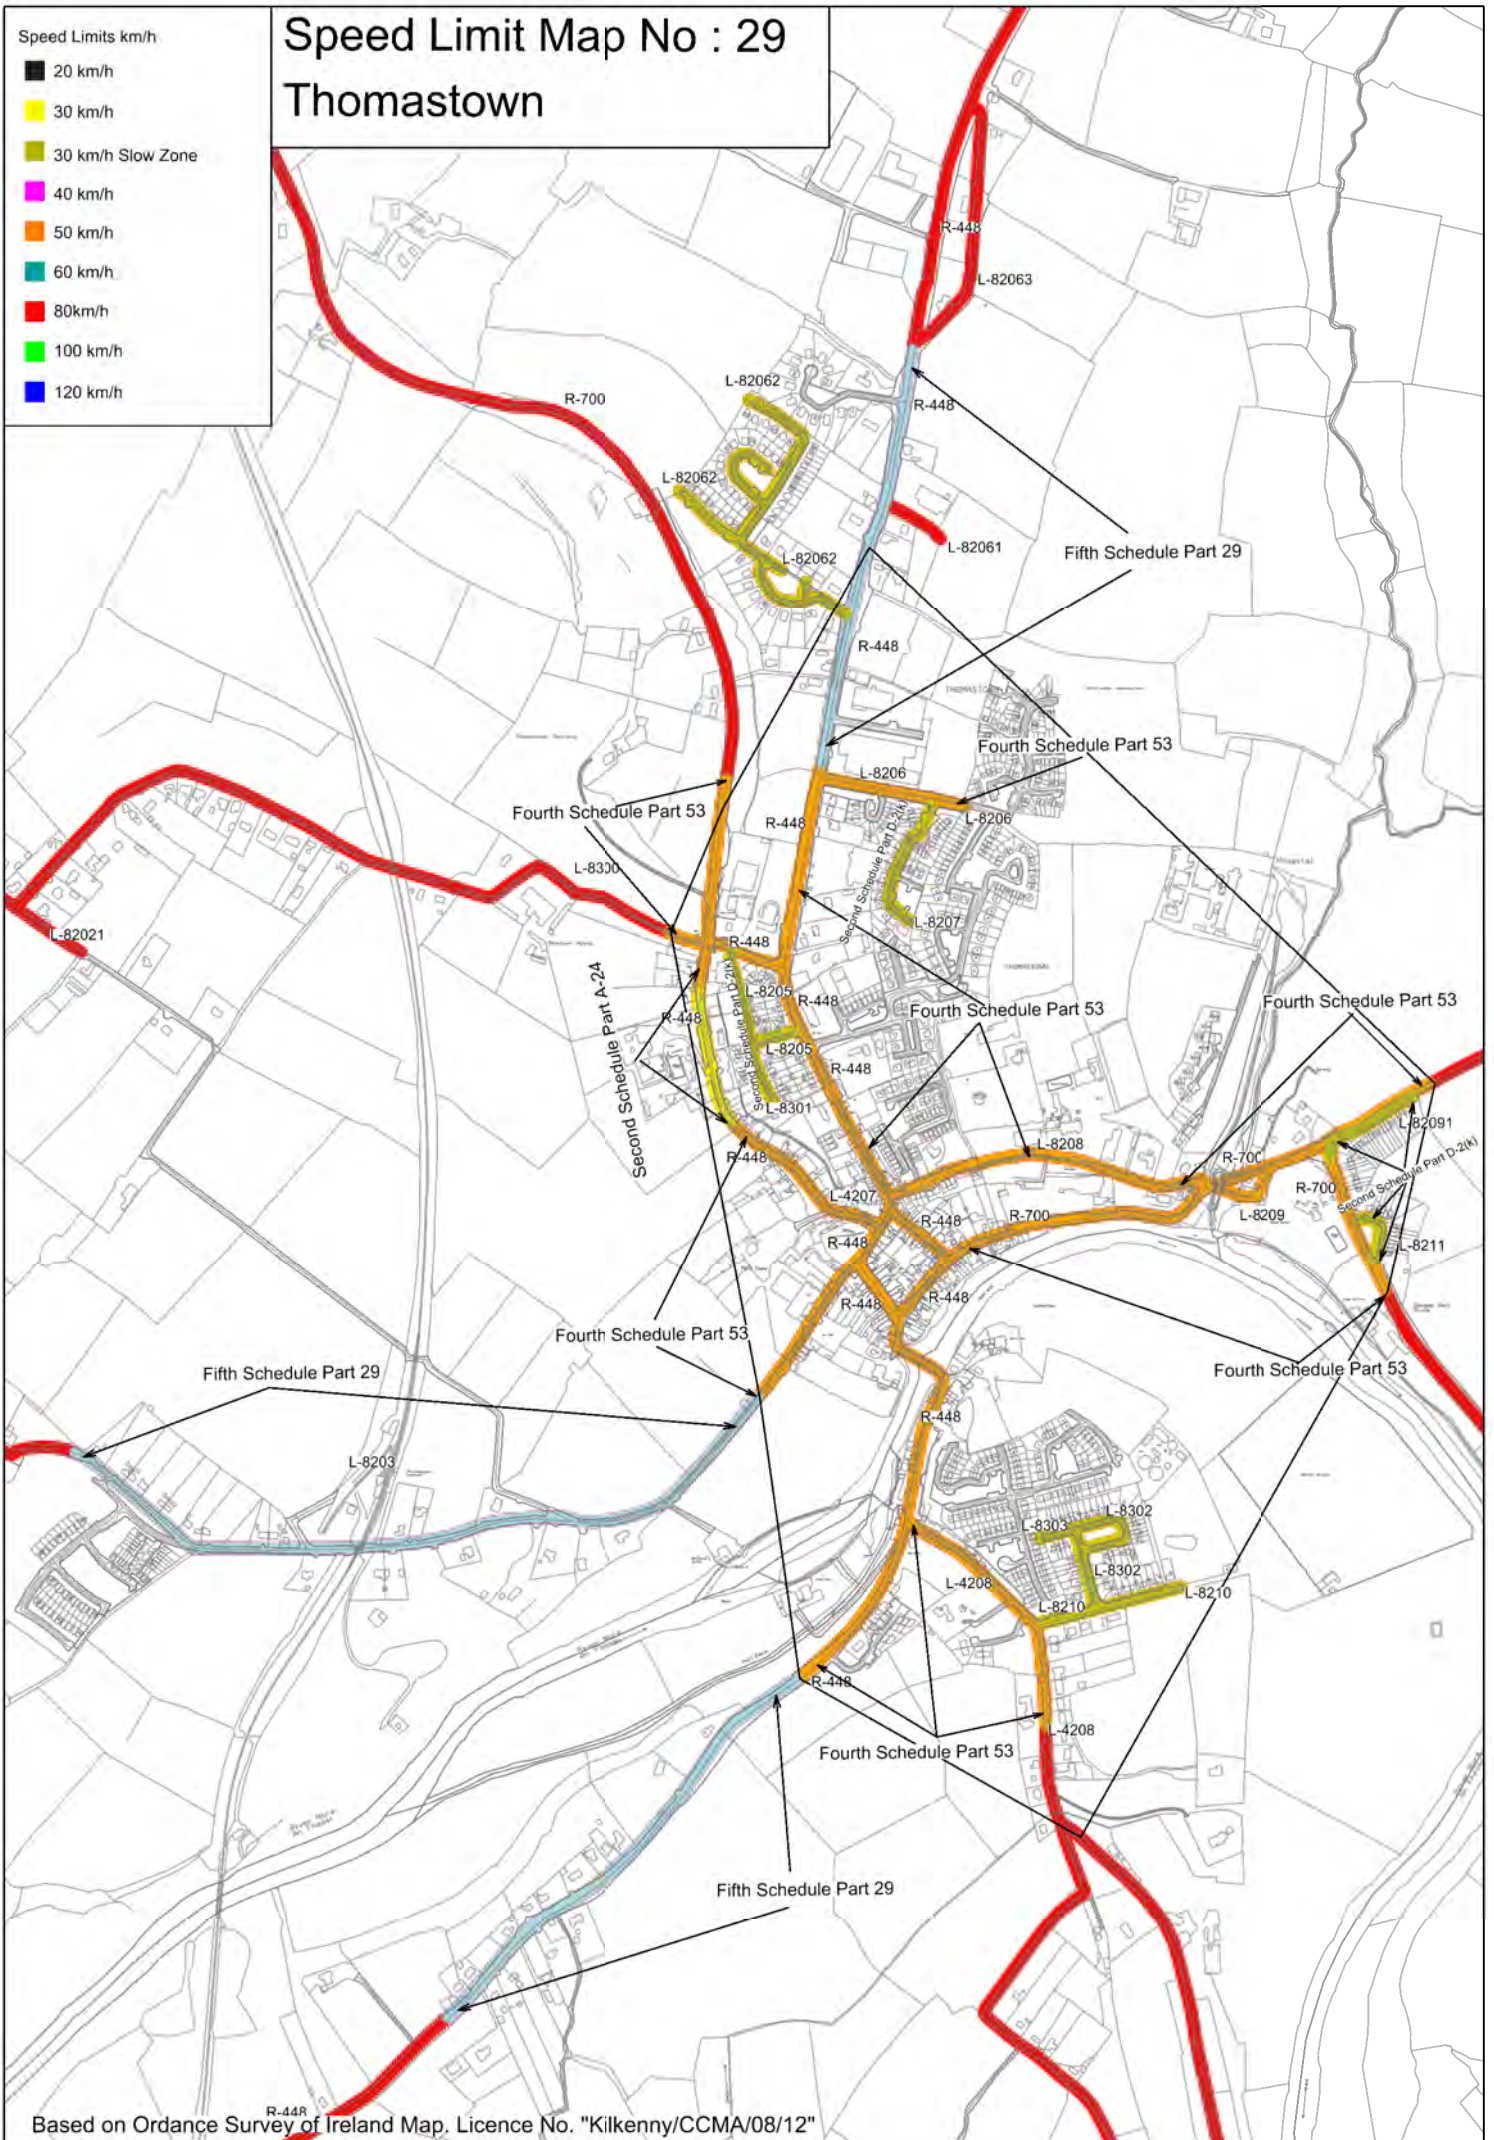 Speed Limit Map No : 29
Thomastown
Speed Limits km/h
20 km/h
30 km/h
30 km/h Slow Zone
40 km/h
50 km/h
60 km/h
80km/h
100 km/h
120 km/h
R-448
L-82063
L-82062
R-700
R-448
L-82062
L-82061
Fifth Schedule Part 29
L-82062
R-448
THOMASTOWN
Fourth Schedule Part 53
L-8206
Fourth Schedule Part 53
L-8206
R-448
Second Schedule Part D-2(k)
L-8300
Hospital
L-8207
L-82021
R-448
THOMASTOWN
Second Schedule Part A-24
L-8205
R-448
Fourth Schedule Part 53
Fourth Schedule Part 53
R-448
Second Schedule Part D-2(k)
L-8205
R-448
L-8301
L-82091
L-8208
R-448
R-700
Second Schedule Part D-2(k)
R-700
L-4207
R-448
R-700
L-8209
R-448
L-8211
R-448
R-448
Fourth Schedule Part 53
Fourth Schedule Part 53
Fifth Schedule Part 29
R-448
L-8203
L-8302
L-8303
L-8302
L-4208
L-8210
L-8210
R-448
L-4208
Fourth Schedule Part 53
Fifth Schedule Part 29
R-448
Based on Ordance Survey of Ireland Map. Licence No. "Kilkenny/CCMA/08/12"